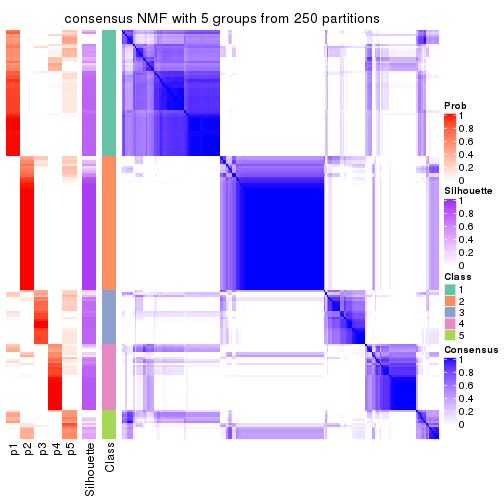 consensus NMF with 5 groups from 250 partitions
Prob
1
0.8
0.6
0.4
0.2
0
Silhouette
1
0.8
0.6
0.4
0.2
0
Class
1
2
3
4
5
Consensus
1
0.8
0.6
0.4
0.2
0
p1
p2
p3
p4
p5
Silhouette
Class